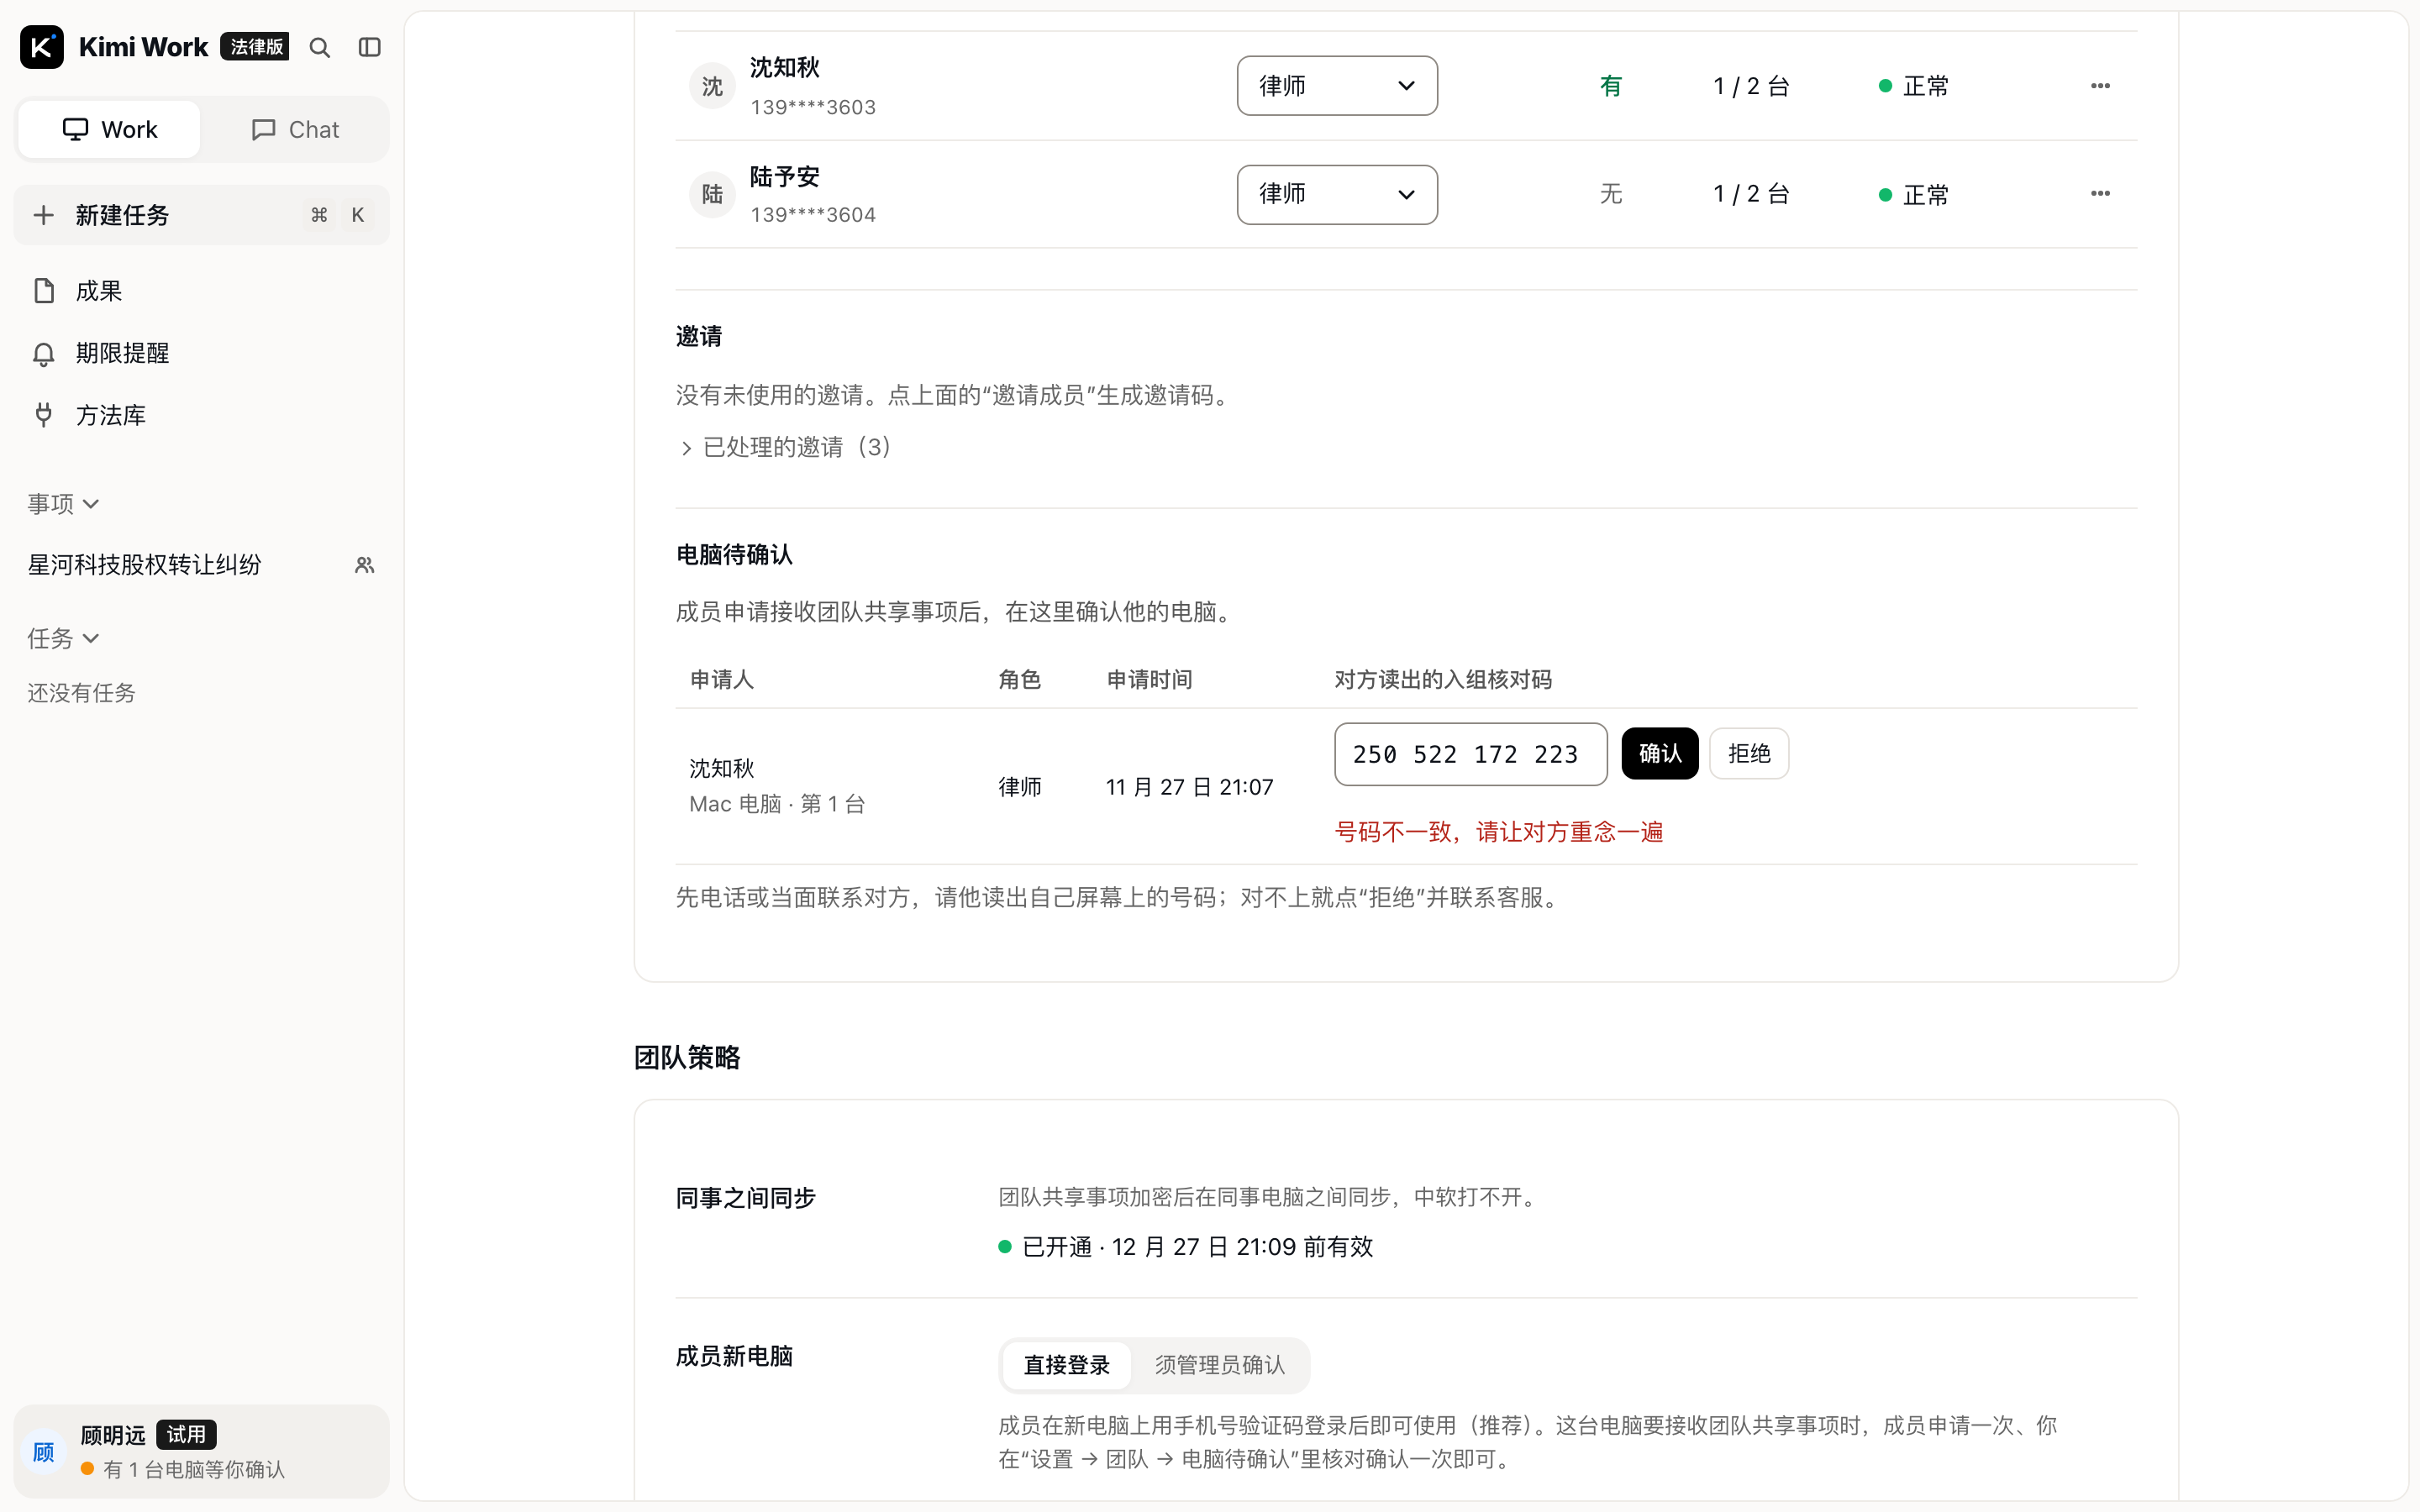 Kimi Work 法律版
Work Chat
新建任务 ⌘ K
成果
期限提醒
方法库
事项
星河科技股权转让纠纷
任务
还没有任务
顾 顾明远 试用
有 1 台电脑等你确认
沈 沈知秋 律师 有 1 / 2 台 正常
139****3603
陆 陆予安 律师 无 1 / 2 台 正常
139****3604
邀请
没有未使用的邀请。点上面的“邀请成员”生成邀请码。
已处理的邀请（3）
电脑待确认
成员申请接收团队共享事项后，在这里确认他的电脑。
申请人 角色 申请时间 对方读出的入组核对码
沈知秋 律师 11 月 27 日 21:07 250 522 172 223 确认 拒绝
Mac 电脑 · 第 1 台
号码不一致，请让对方重念一遍
先电话或当面联系对方，请他读出自己屏幕上的号码；对不上就点“拒绝”并联系客服。
团队策略
同事之间同步 团队共享事项加密后在同事电脑之间同步，中软打不开。
已开通 · 12 月 27 日 21:09 前有效
成员新电脑 直接登录 须管理员确认
成员在新电脑上用手机号验证码登录后即可使用（推荐）。这台电脑要接收团队共享事项时，成员申请一次、你
在“设置 → 团队 → 电脑待确认”里核对确认一次即可。